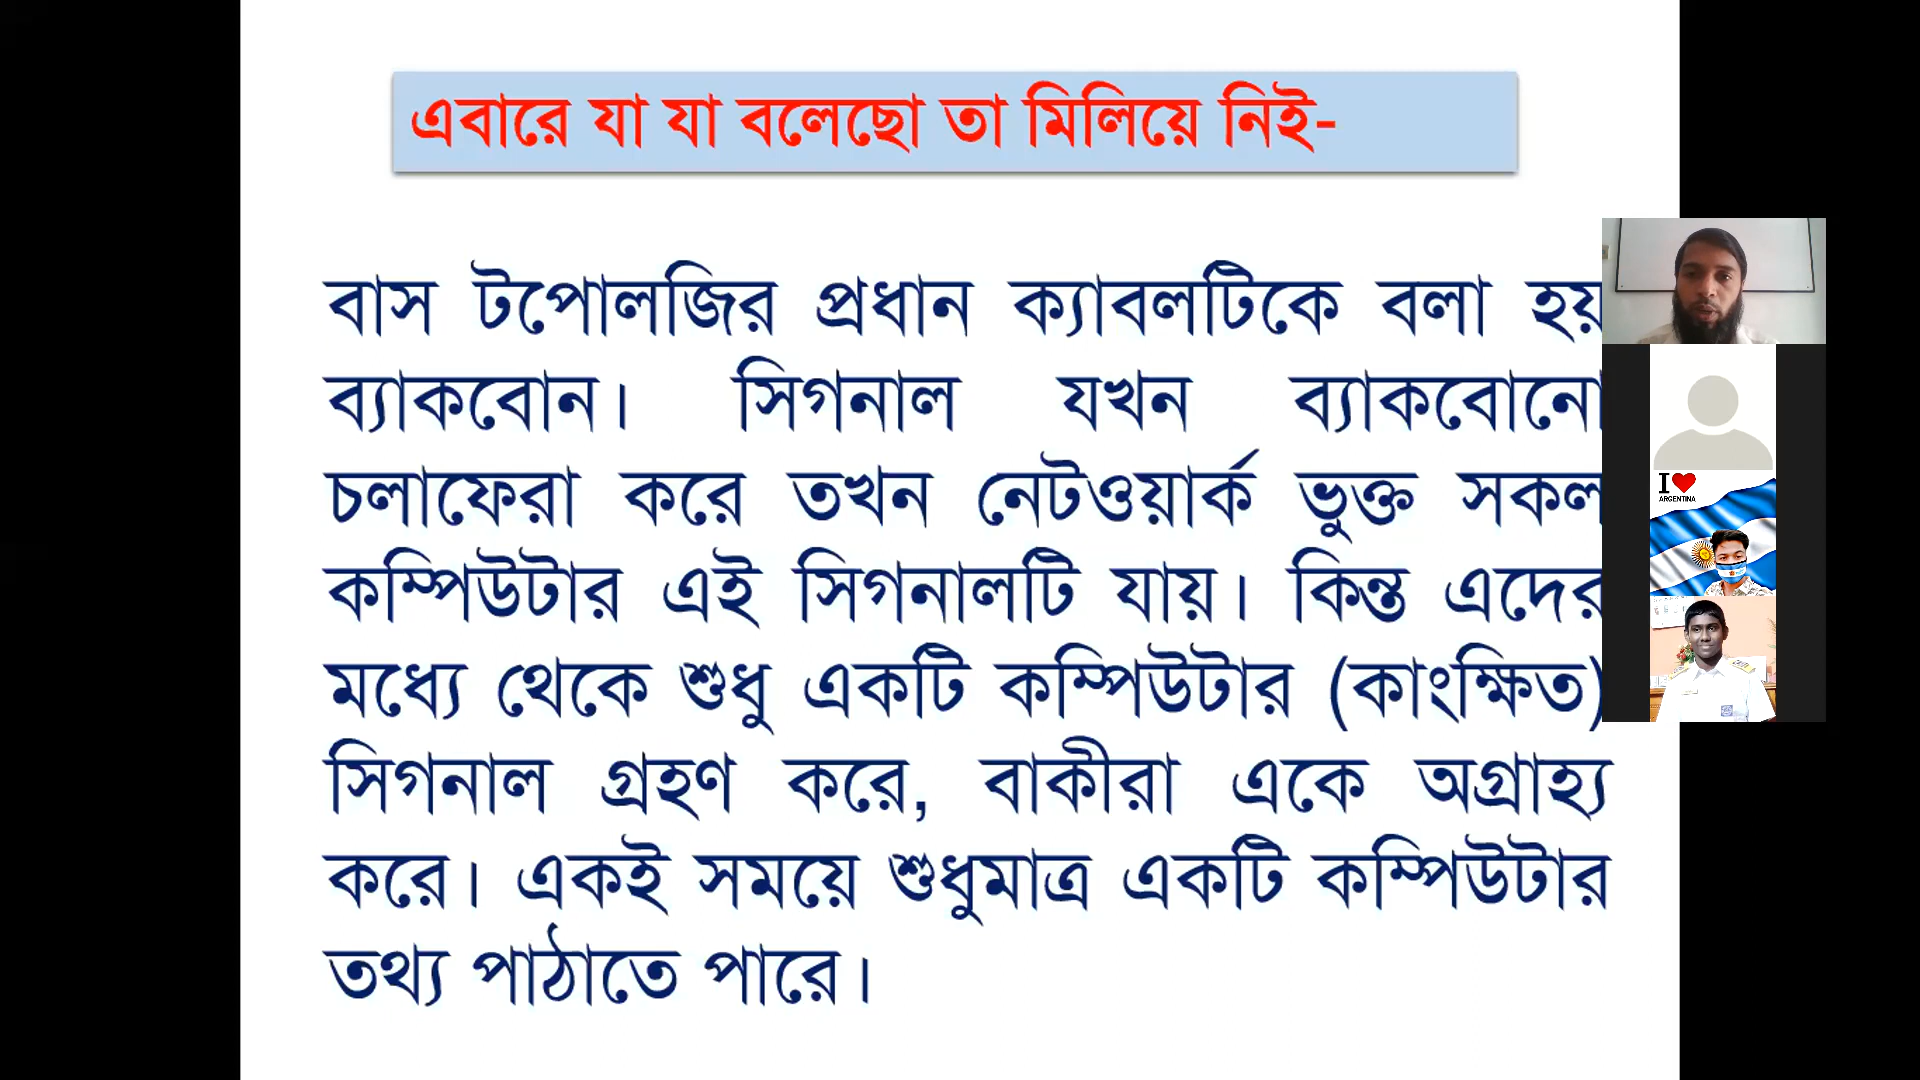 এবারে যা যা বলেছো তা মিলিয়ে নিই-
বাস টপোলজির প্রধান ক্যাবলটিকে বলা হয়
ব্যাকবোন। সিগনাল যখন ব্যাকবোনো
চলাফেরা করে তখন নেটওয়ার্ক ভুক্ত সকল
কম্পিউটার এই সিগনালটি যায়। কিন্ত এদের
মধ্যে থেকে শুধু একটি কম্পিউটার (কাংক্ষিত)
সিগনাল গ্রহণ করে, বাকীরা একে অগ্রাহ্য
করে। একই সময়ে শুধুমাত্র একটি কম্পিউটার
তথ্য পাঠাতে পারে।
I
ARGENTINA